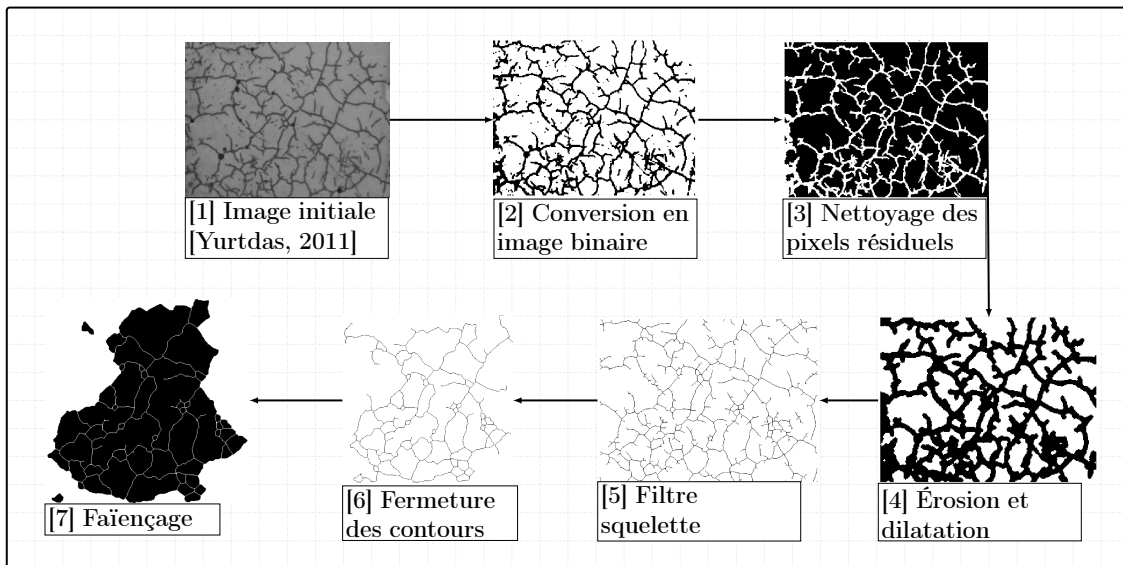 [1] Image initiale
[Yurtdas, 2011]
[2] Conversion en
image binaire
[3] Nettoyage des
pixels résiduels
[4] Érosion et
dilatation
[5] Filtre
squelette
[6] Fermeture
des contours
[7] Faïençage